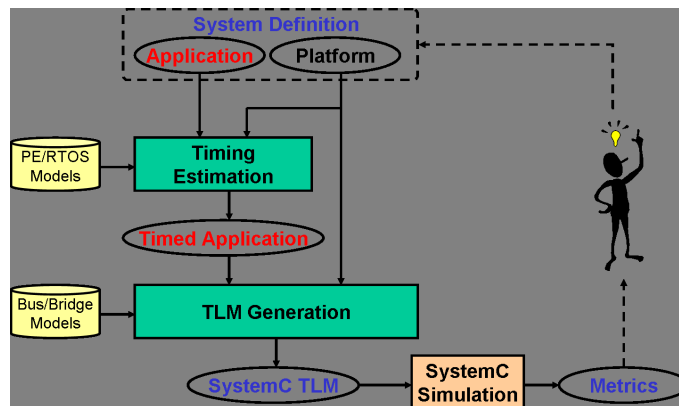 System Definition
Application
Platform
PE/RTOS
Models
Timing
Estimation
Timed Application
Bus/Bridge
Models
TLM Generation
SystemC TLM
SystemC
Simulation
Metrics